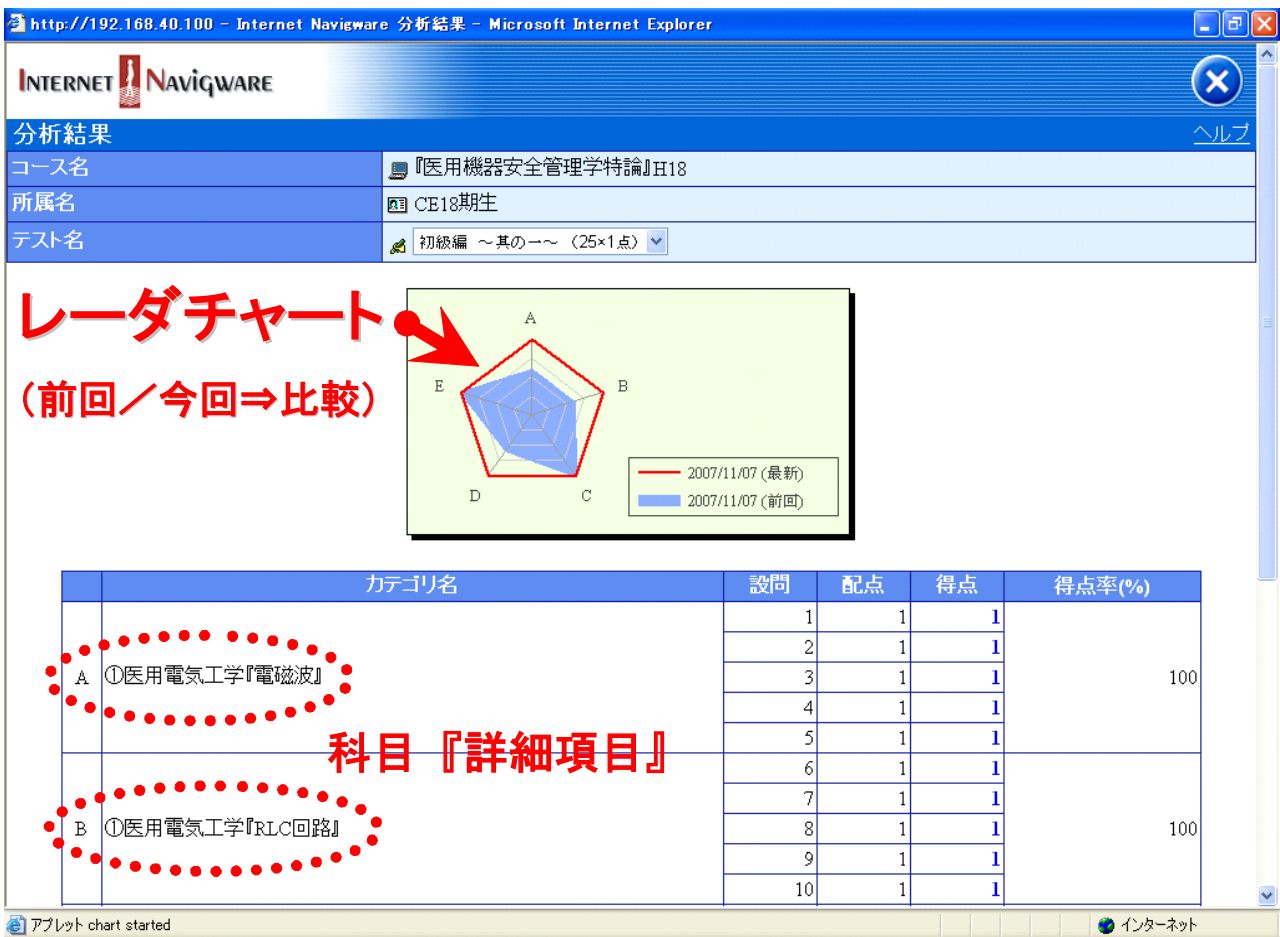 http://192.168.40.100 - Internet Navigware 分析結果 - Microsoft Internet Explorer
INTERNET NAVIGWARE
分析結果 ヘルプ
コース名 『医用機器安全管理学特論』H18
所属名 CE18期生
テスト名 初級編 ～其の一～ (25×1点)
レーダチャート
(前回／今回⇒比較)
A
E B
D C
2007/11/07 (最新)
2007/11/07 (前回)
カテゴリ名 設問 配点 得点 得点率(%)
1 1 1
2 1 1
A ①医用電気工学『電磁波』 3 1 1 100
4 1 1
5 1 1
科目『詳細項目』
6 1 1
7 1 1
B ①医用電気工学『RLC回路』 8 1 1 100
9 1 1
10 1 1
アプレット chart started インターネット